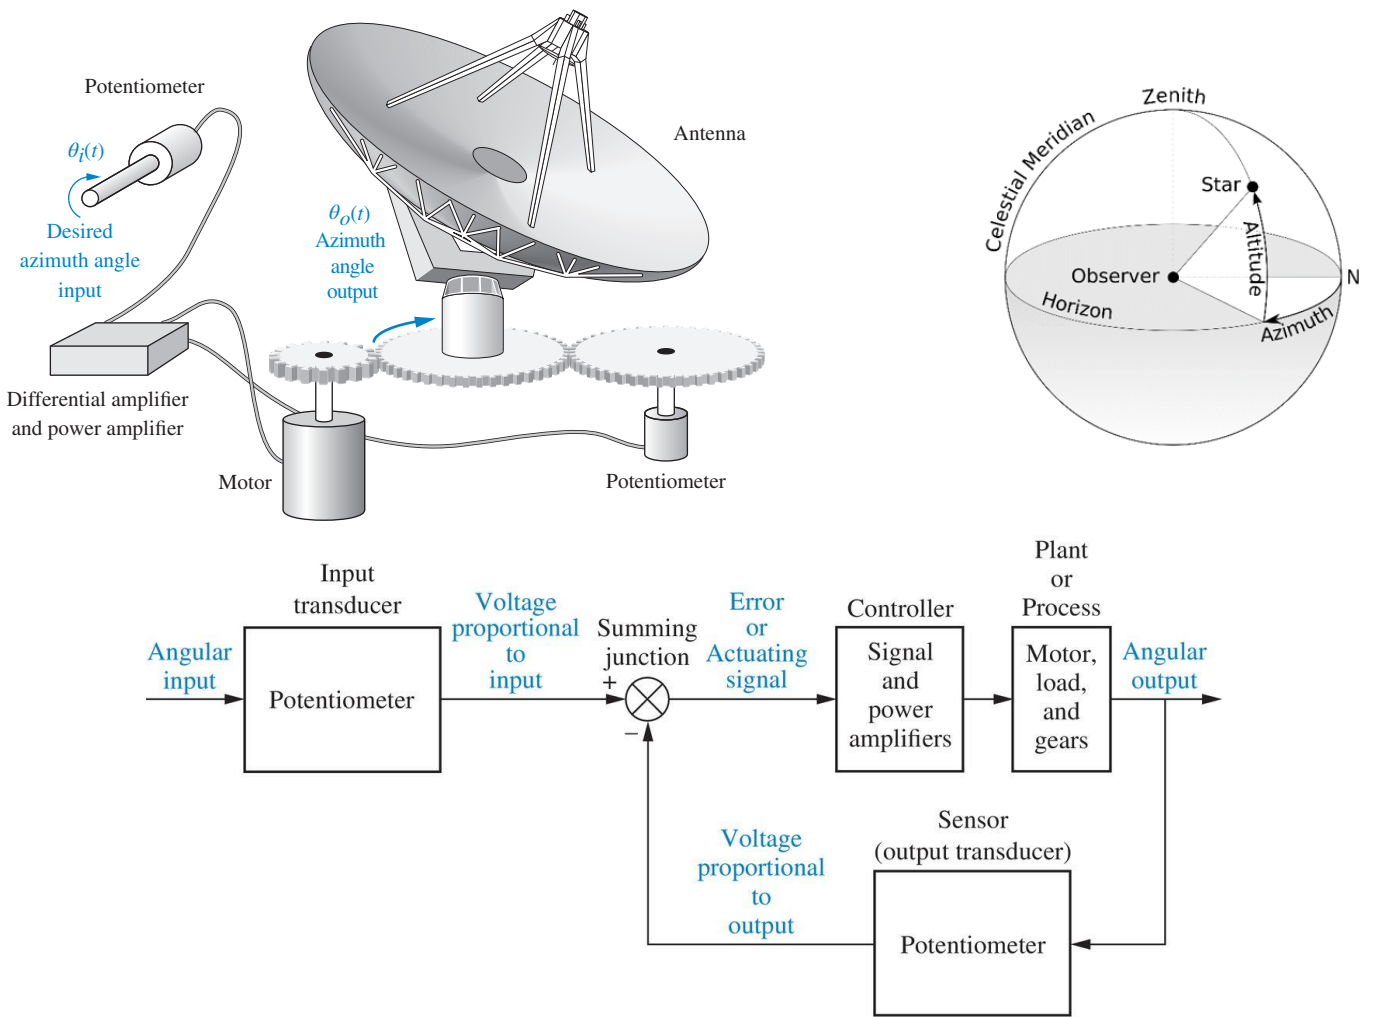 Potentiometer
θi(t)
Desired
azimuth angle
input
Differential amplifier
and power amplifier
Motor
θo(t)
Azimuth
angle
output
Antenna
Potentiometer
Zenith
Celestial Meridian
Star
Altitude
Observer
N
Horizon
Azimuth
Angular
input
Input
transducer
Potentiometer
Voltage
proportional
to
input
Summing
junction
+
−
Error
or
Actuating
signal
Controller
Signal
and
power
amplifiers
Plant
or
Process
Motor,
load,
and
gears
Angular
output
Voltage
proportional
to
output
Sensor
(output transducer)
Potentiometer